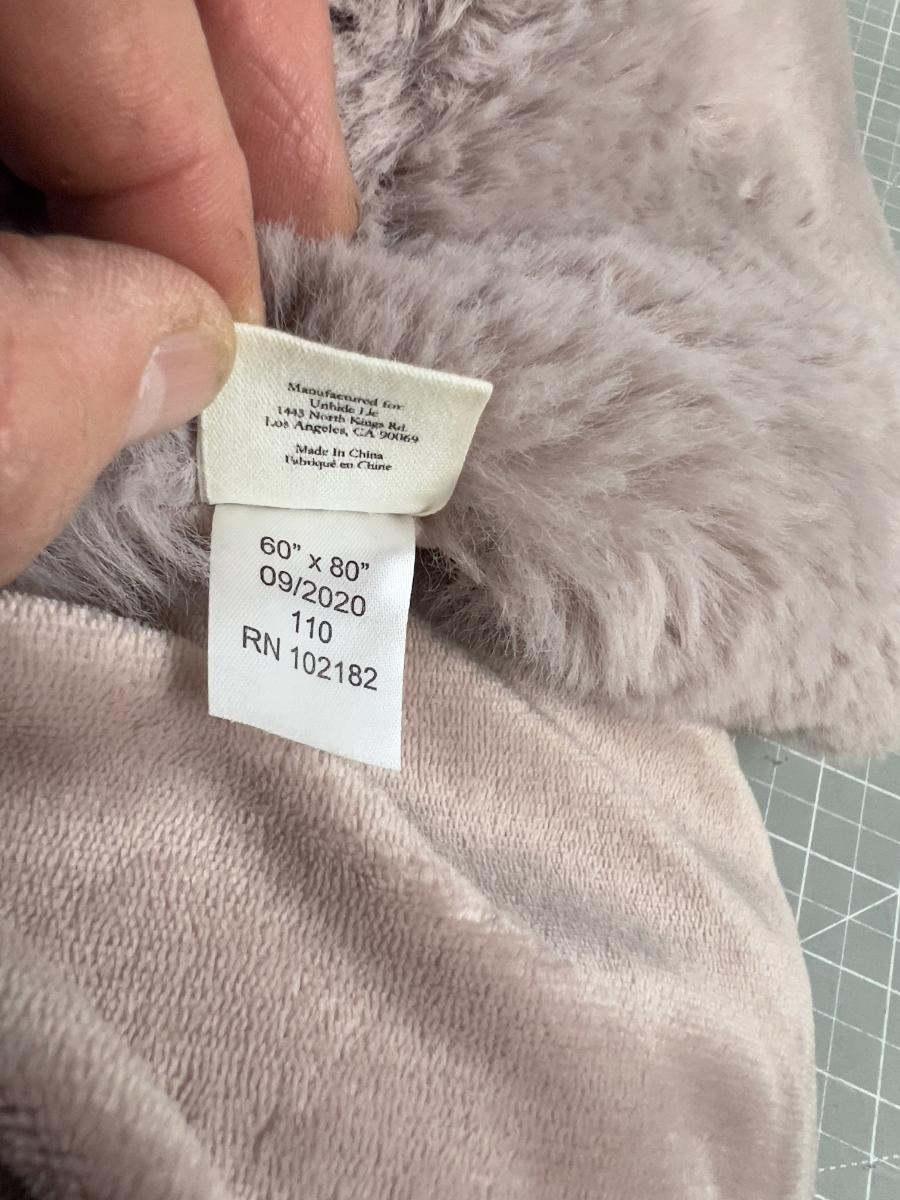 Manufactured for:
Unhide Llc
1443 North Kings Rd.
Los Angeles, CA 90069
Made In China
Fabriqué en Chine
60” x 80”
09/2020
110
RN 102182